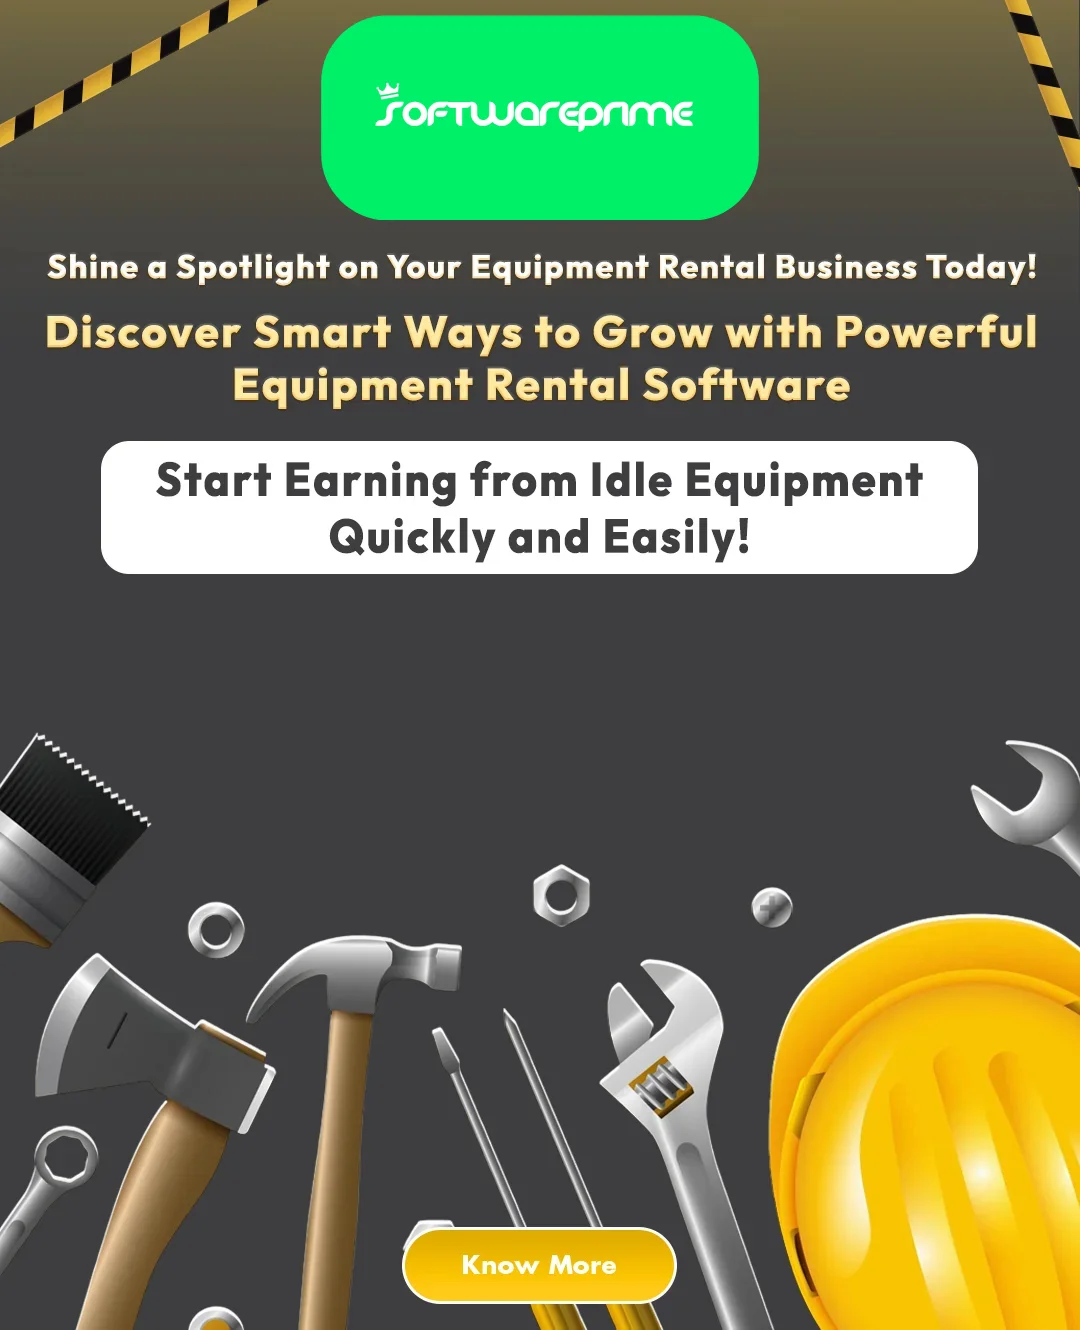 Softwareprime
Shine a Spotlight on Your Equipment Rental Business Today!
Discover Smart Ways to Grow with Powerful
Equipment Rental Software
Start Earning from Idle Equipment
Quickly and Easily!
Know More